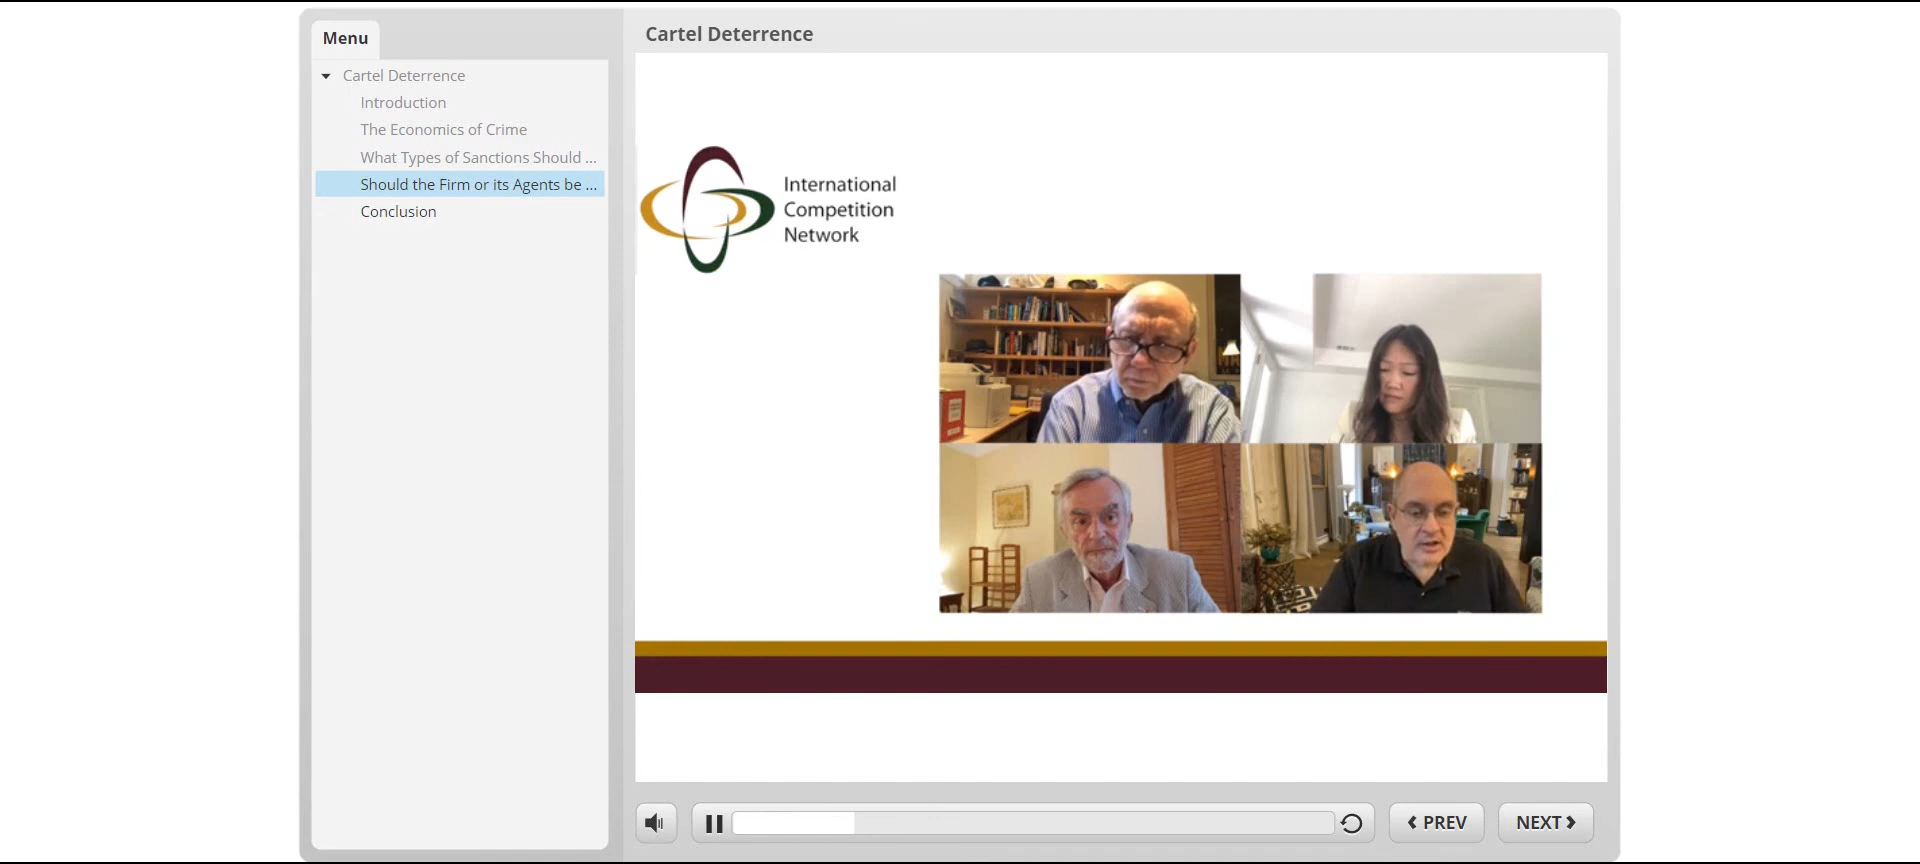 Menu
Cartel Deterrence
Introduction
The Economics of Crime
What Types of Sanctions Should ...
Should the Firm or its Agents be ...
Conclusion
Cartel Deterrence
International
Competition
Network
PREV
NEXT